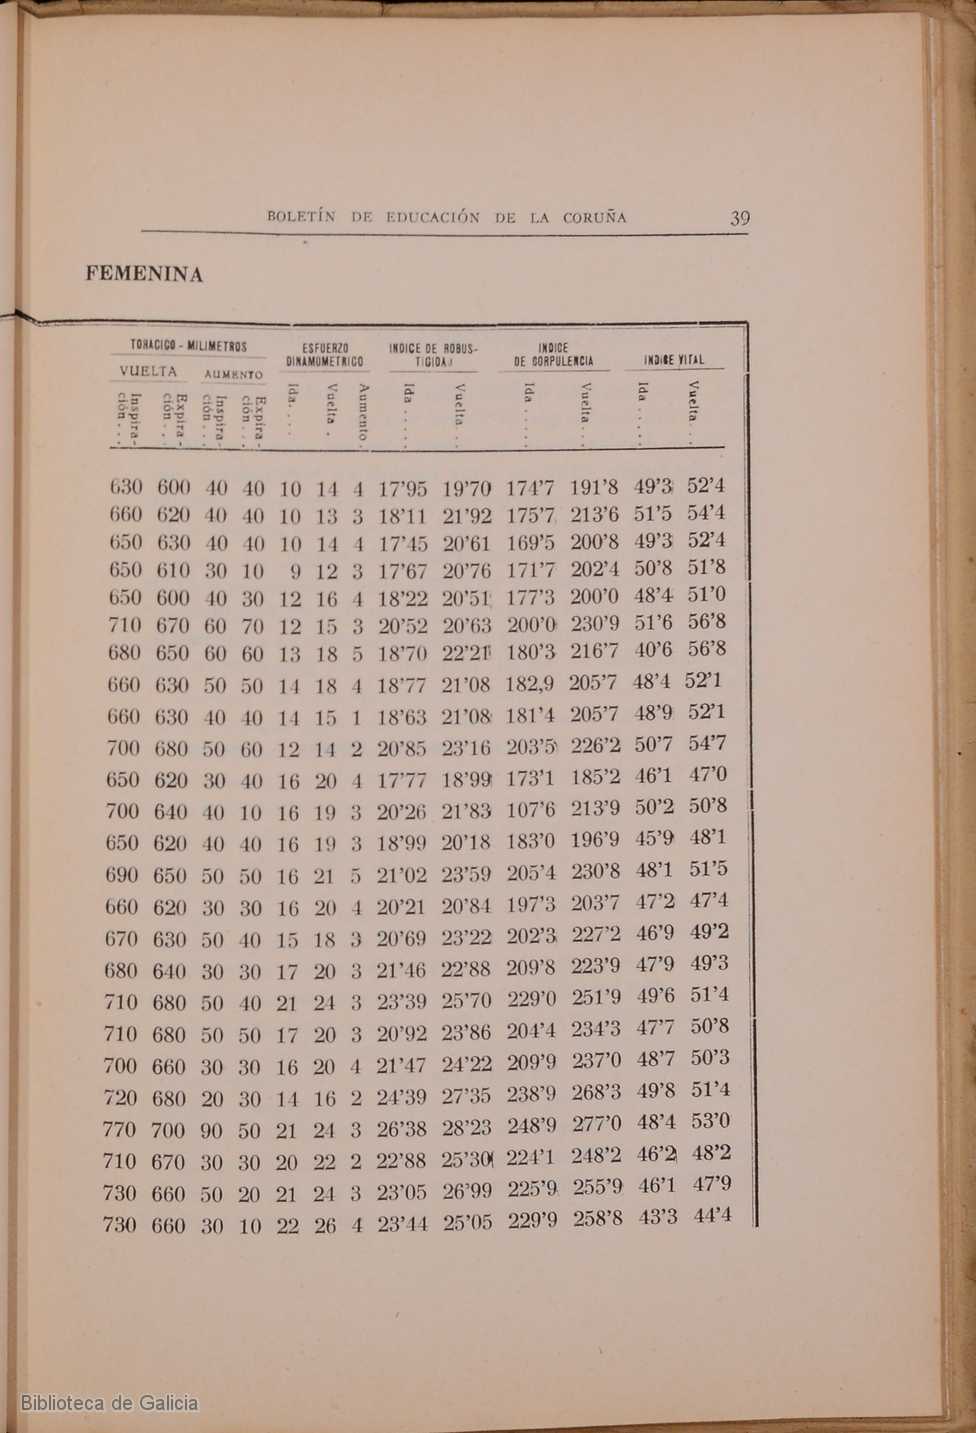 BOLETÍN DE EDUCACIÓN DE LA CORUÑA 39
FEMENINA
TORACICO - MILIMETROS ESFUERZO DINAMOMETRICO INDICE DE ROBUS-TICIDAD INDICE DE CORPULENCIA INDICE VITAL
VUELTA AUMENTO
Inspira-ción . . . Expira-ción . . Inspira-ción . . . Expira-ción . . . Ida. . . . Vuelta . Aumento . Ida . . . . Vuelta. . . Ida . . . . . Vuelta . . . Ida . . . . . Vuelta. . .
630 600 40 40 10 14 4 17’95 19’70 174’7 191’8 49’3 52’4
660 620 40 40 10 13 3 18’11 21’92 175’7 213’6 51’5 54’4
650 630 40 40 10 14 4 17’45 20’61 169’5 200’8 49’3 52’4
650 610 30 10 9 12 3 17’67 20’76 171’7 202’4 50’8 51’8
650 600 40 30 12 16 4 18’22 20’51 177’3 200’0 48’4 51’0
710 670 60 70 12 15 3 20’52 20’63 200’0 230’9 51’6 56’8
680 650 60 60 13 18 5 18’70 22’21 180’3 216’7 40’6 56’8
660 630 50 50 14 18 4 18’77 21’08 182,9 205’7 48’4 52’1
660 630 40 40 14 15 1 18’63 21’08 181’4 205’7 48’9 52’1
700 680 50 60 12 14 2 20’85 23’16 203’5 226’2 50’7 54’7
650 620 30 40 16 20 4 17’77 18’99 173’1 185’2 46’1 47’0
700 640 40 10 16 19 3 20’26 21’83 107’6 213’9 50’2 50’8
650 620 40 40 16 19 3 18’99 20’18 183’0 196’9 45’9 48’1
690 650 50 50 16 21 5 21’02 23’59 205’4 230’8 48’1 51’5
660 620 30 30 16 20 4 20’21 20’84 197’3 203’7 47’2 47’4
670 630 50 40 15 18 3 20’69 23’22 202’3 227’2 46’9 49’2
680 640 30 30 17 20 3 21’46 22’88 209’8 223’9 47’9 49’3
710 680 50 40 21 24 3 23’39 25’70 229’0 251’9 49’6 51’4
710 680 50 50 17 20 3 20’92 23’86 204’4 234’3 47’7 50’8
700 660 30 30 16 20 4 21’47 24’22 209’9 237’0 48’7 50’3
720 680 20 30 14 16 2 24’39 27’35 238’9 268’3 49’8 51’4
770 700 90 50 21 24 3 26’38 28’23 248’9 277’0 48’4 53’0
710 670 30 30 20 22 2 22’88 25’30 224’1 248’2 46’2 48’2
730 660 50 20 21 24 3 23’05 26’99 225’9 255’9 46’1 47’9
730 660 30 10 22 26 4 23’44 25’05 229’9 258’8 43’3 44’4
Biblioteca de Galicia